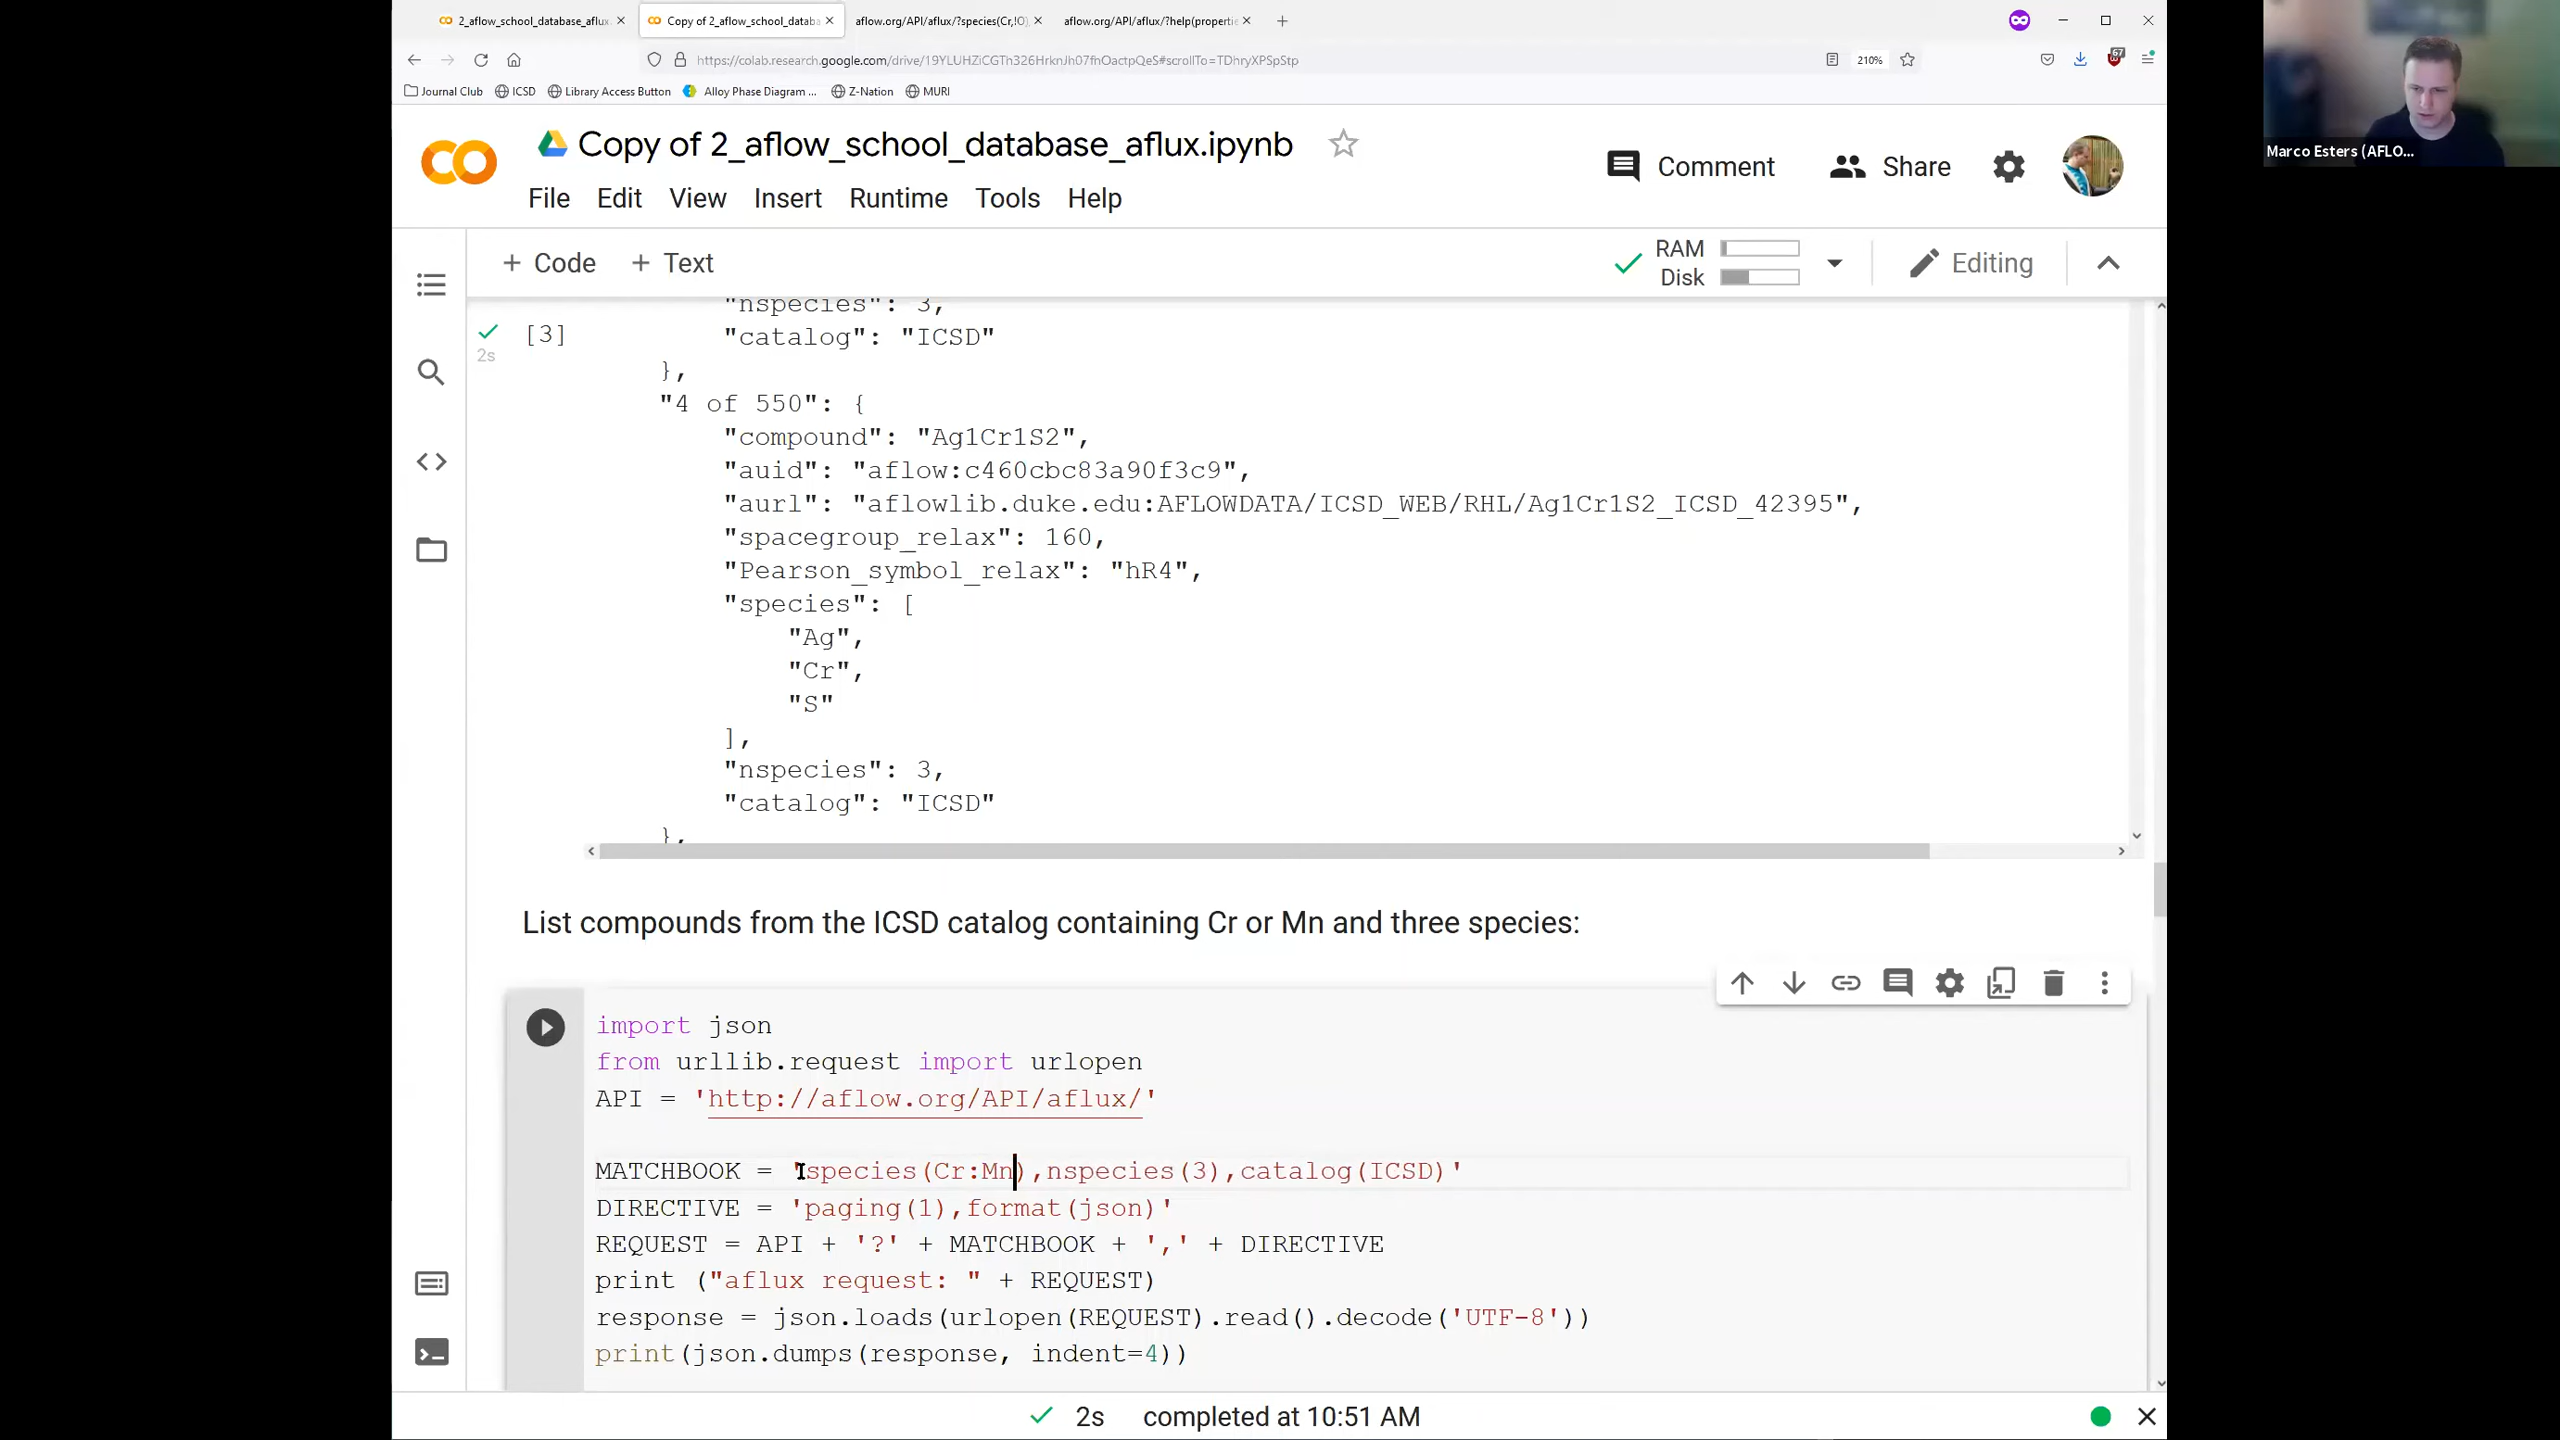 2_aflow_school_database_aflux.
Copy of 2_aflow_school_datab
aflow.org/API/aflux/?species(Cr,!O)
aflow.org/API/aflux/?help(properti
67
https://colab.research.google.com/drive/19YLUHZiCGTn326HrknJh07fhOactpQeS#scrollTo=TDhryXPSpStp
210%
Journal Club
ICSD
Library Access Button
Alloy Phase Diagram ...
Z-Nation
MURI
Marco Esters (AFLO...
Copy of 2_aflow_school_database_aflux.ipynb
Comment
Share
File Edit View Insert Runtime Tools Help
+ Code + Text
RAM
Disk
Editing
"nspecies": 3,
[3]
2s
"catalog": "ICSD"
},
"4 of 550": {
"compound": "Ag1Cr1S2",
"auid": "aflow:c460cbc83a90f3c9",
"aurl": "aflowlib.duke.edu:AFLOWDATA/ICSD_WEB/RHL/Ag1Cr1S2_ICSD_42395",
"spacegroup_relax": 160,
"Pearson_symbol_relax": "hR4",
"species": [
"Ag",
"Cr",
"S"
],
"nspecies": 3,
"catalog": "ICSD"
},
List compounds from the ICSD catalog containing Cr or Mn and three species:
import json
from urllib.request import urlopen
API = 'http://aflow.org/API/aflux/'
MATCHBOOK = 'species(Cr:Mn),nspecies(3),catalog(ICSD)'
DIRECTIVE = 'paging(1),format(json)'
REQUEST = API + '?' + MATCHBOOK + ',' + DIRECTIVE
print ("aflux request: " + REQUEST)
response = json.loads(urlopen(REQUEST).read().decode('UTF-8'))
print(json.dumps(response, indent=4))
2s completed at 10:51 AM